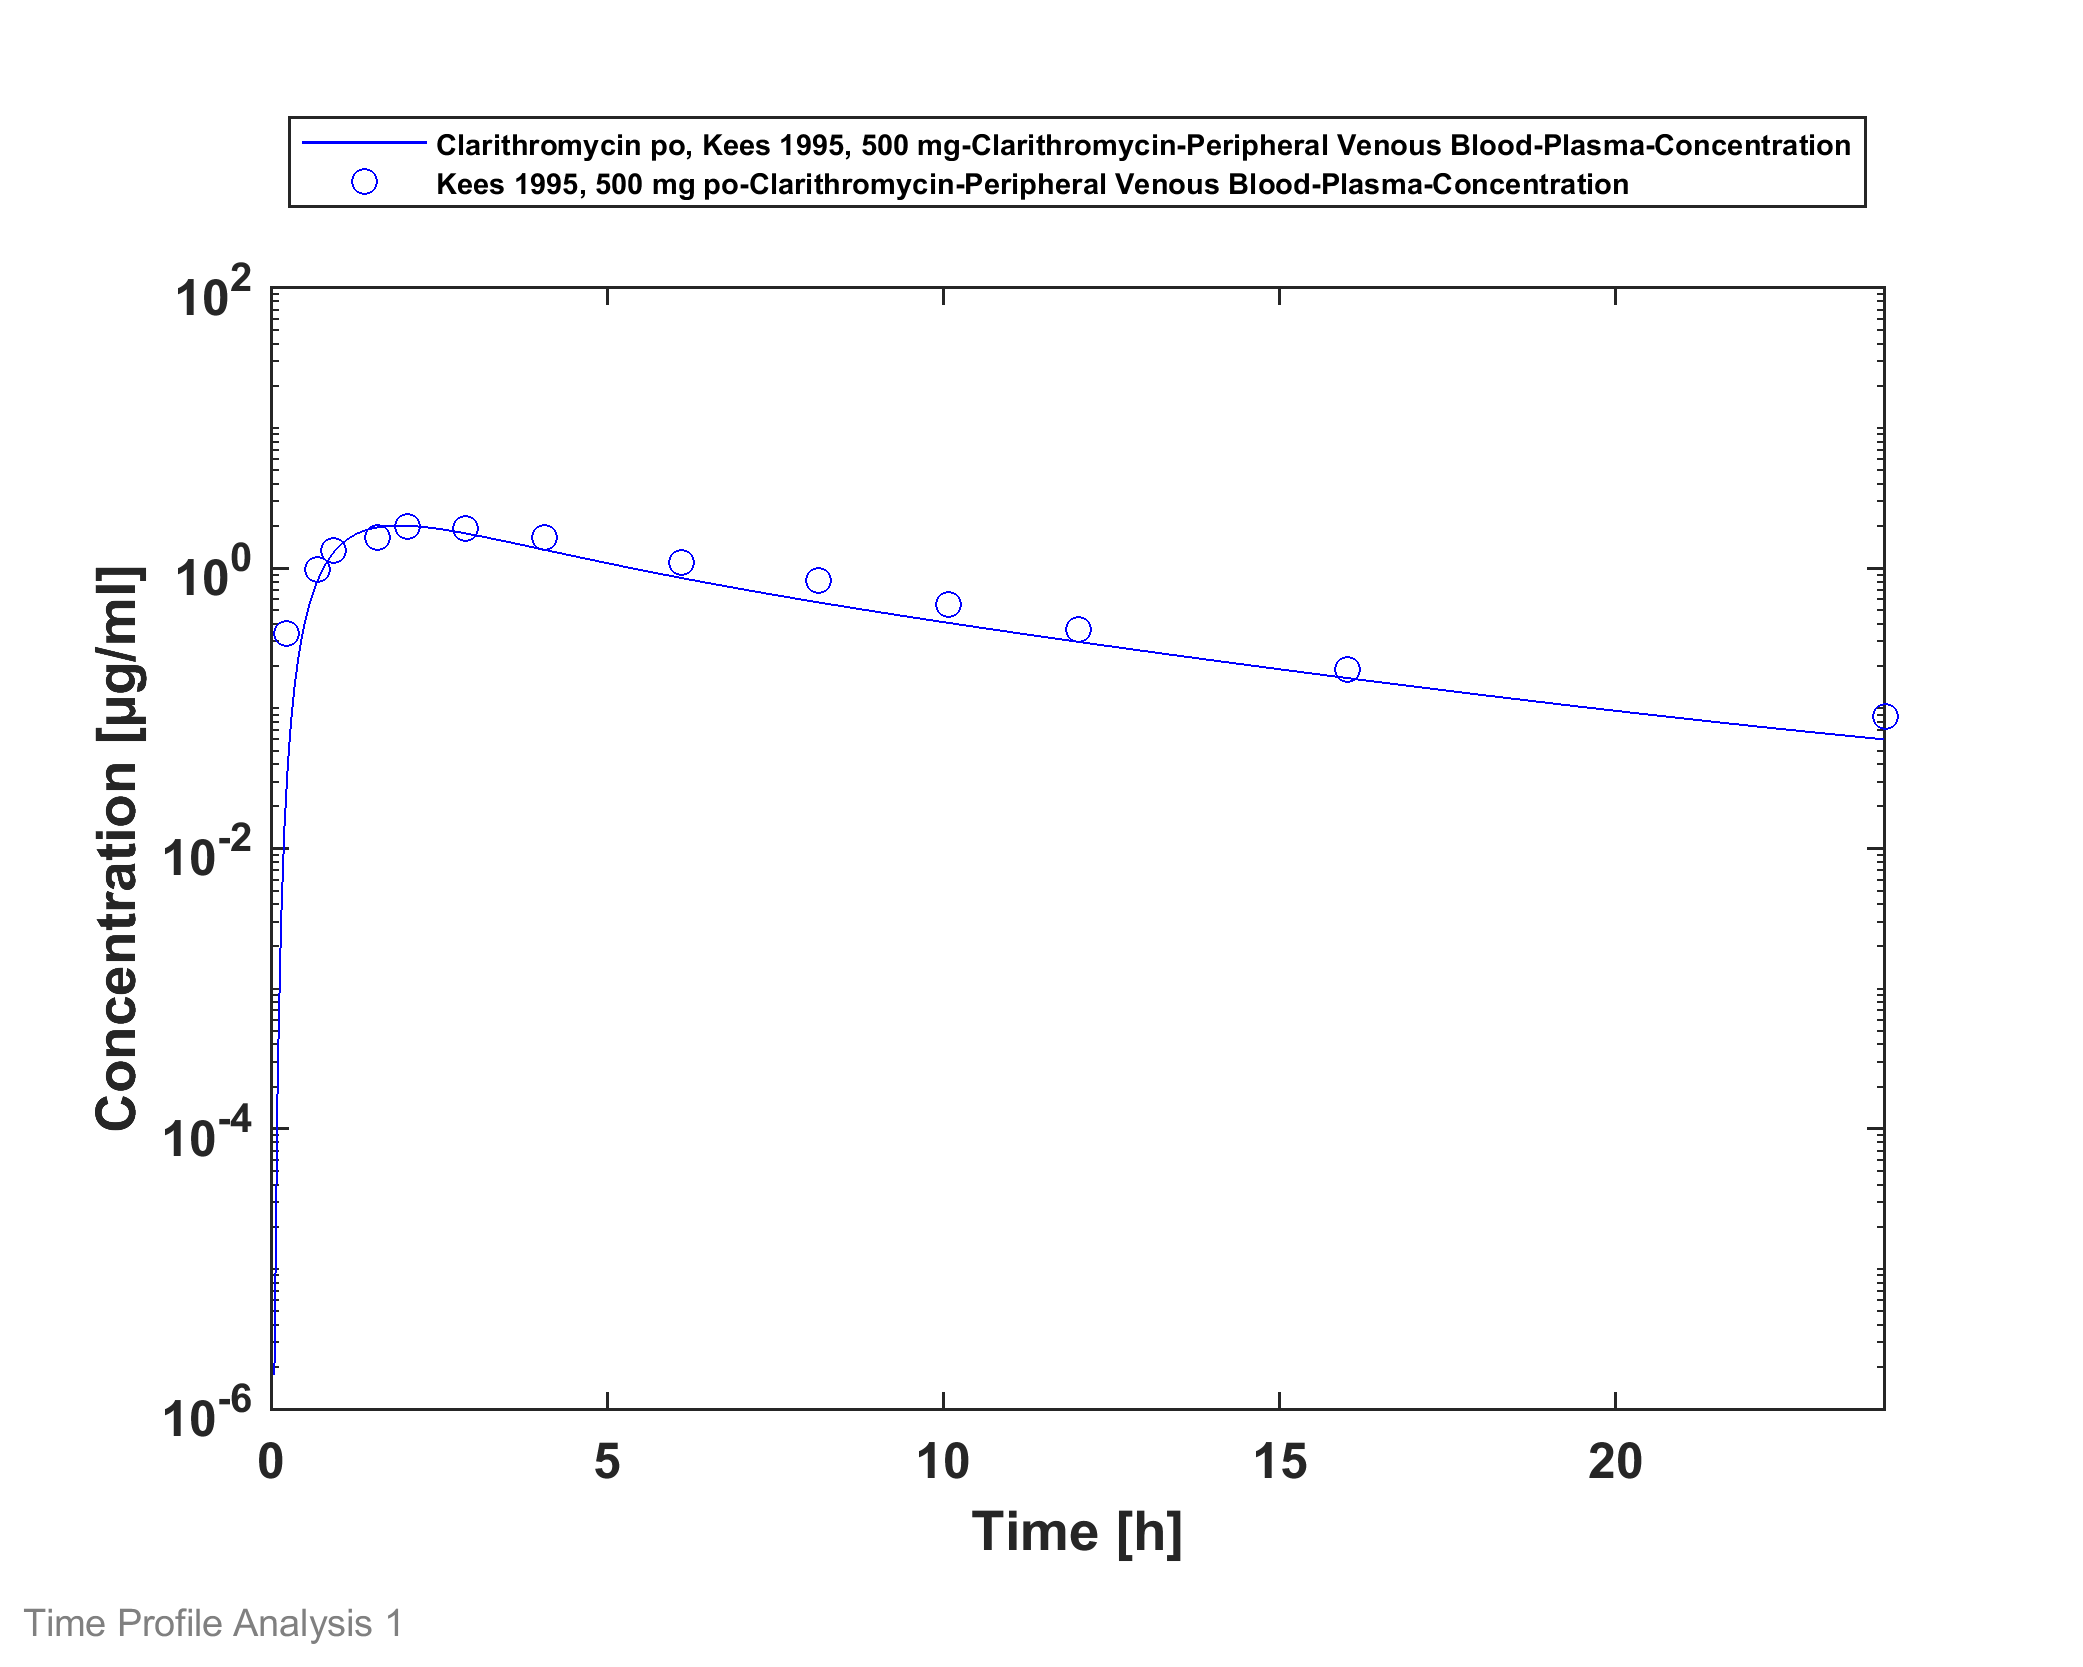 Clarithromycin po, Kees 1995, 500 mg-Clarithromycin-Peripheral Venous Blood-Plasma-Concentration
Kees 1995, 500 mg po-Clarithromycin-Peripheral Venous Blood-Plasma-Concentration
10^2
10^0
10^-2
10^-4
10^-6
Concentration [µg/ml]
0 5 10 15 20
Time [h]
Time Profile Analysis 1